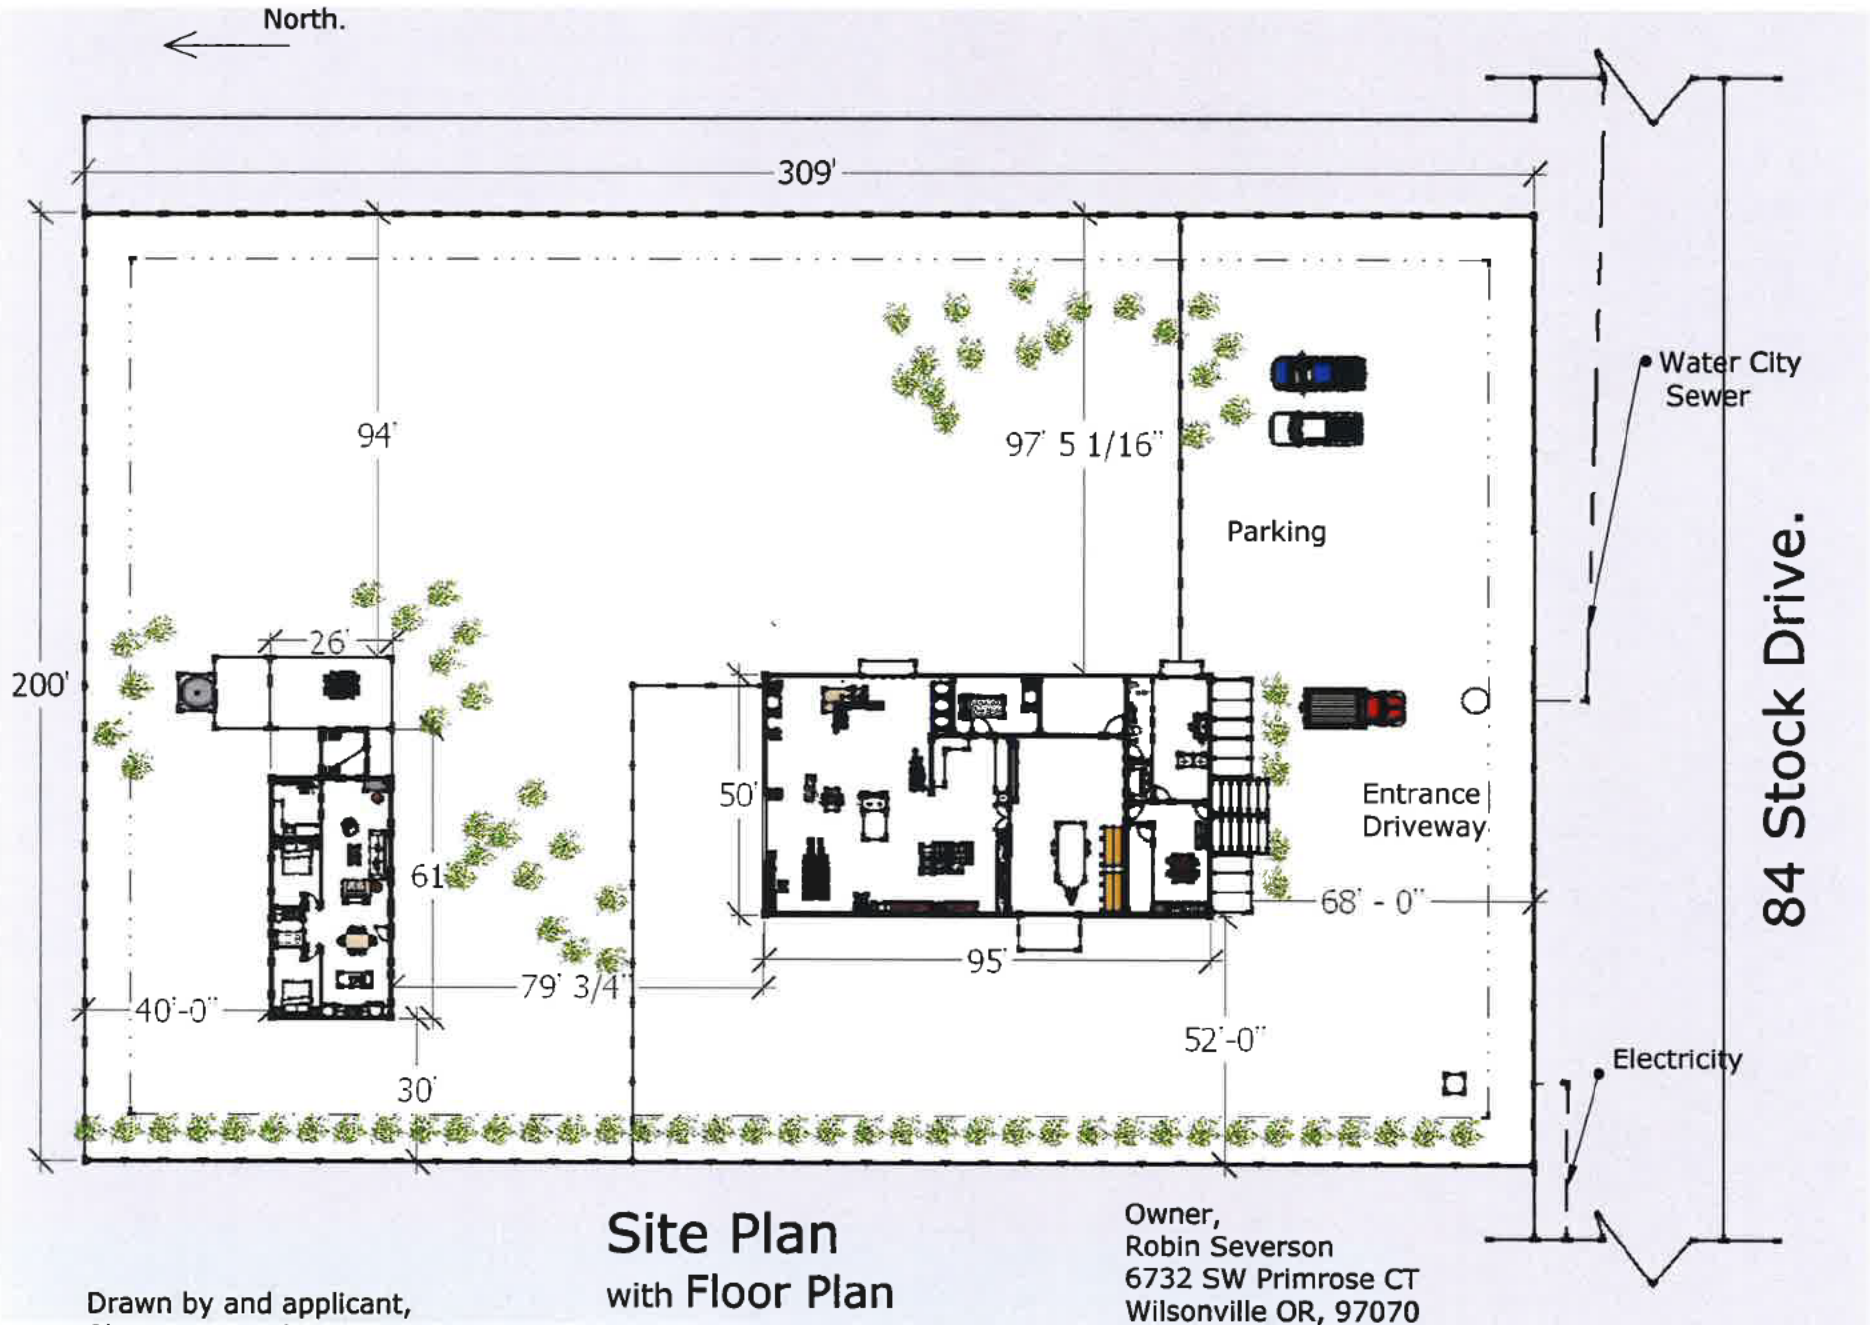 North.
309'
94'
97' 5 1/16"
Water City
Sewer
Parking
84 Stock Drive.
26'
200'
50'
Entrance
Driveway
61'
68' - 0"
95'
79' 3/4"
40'-0"
52'-0"
30'
Electricity
Site Plan
with Floor Plan
Owner,
Robin Severson
6732 SW Primrose CT
Wilsonville OR, 97070
Drawn by and applicant,